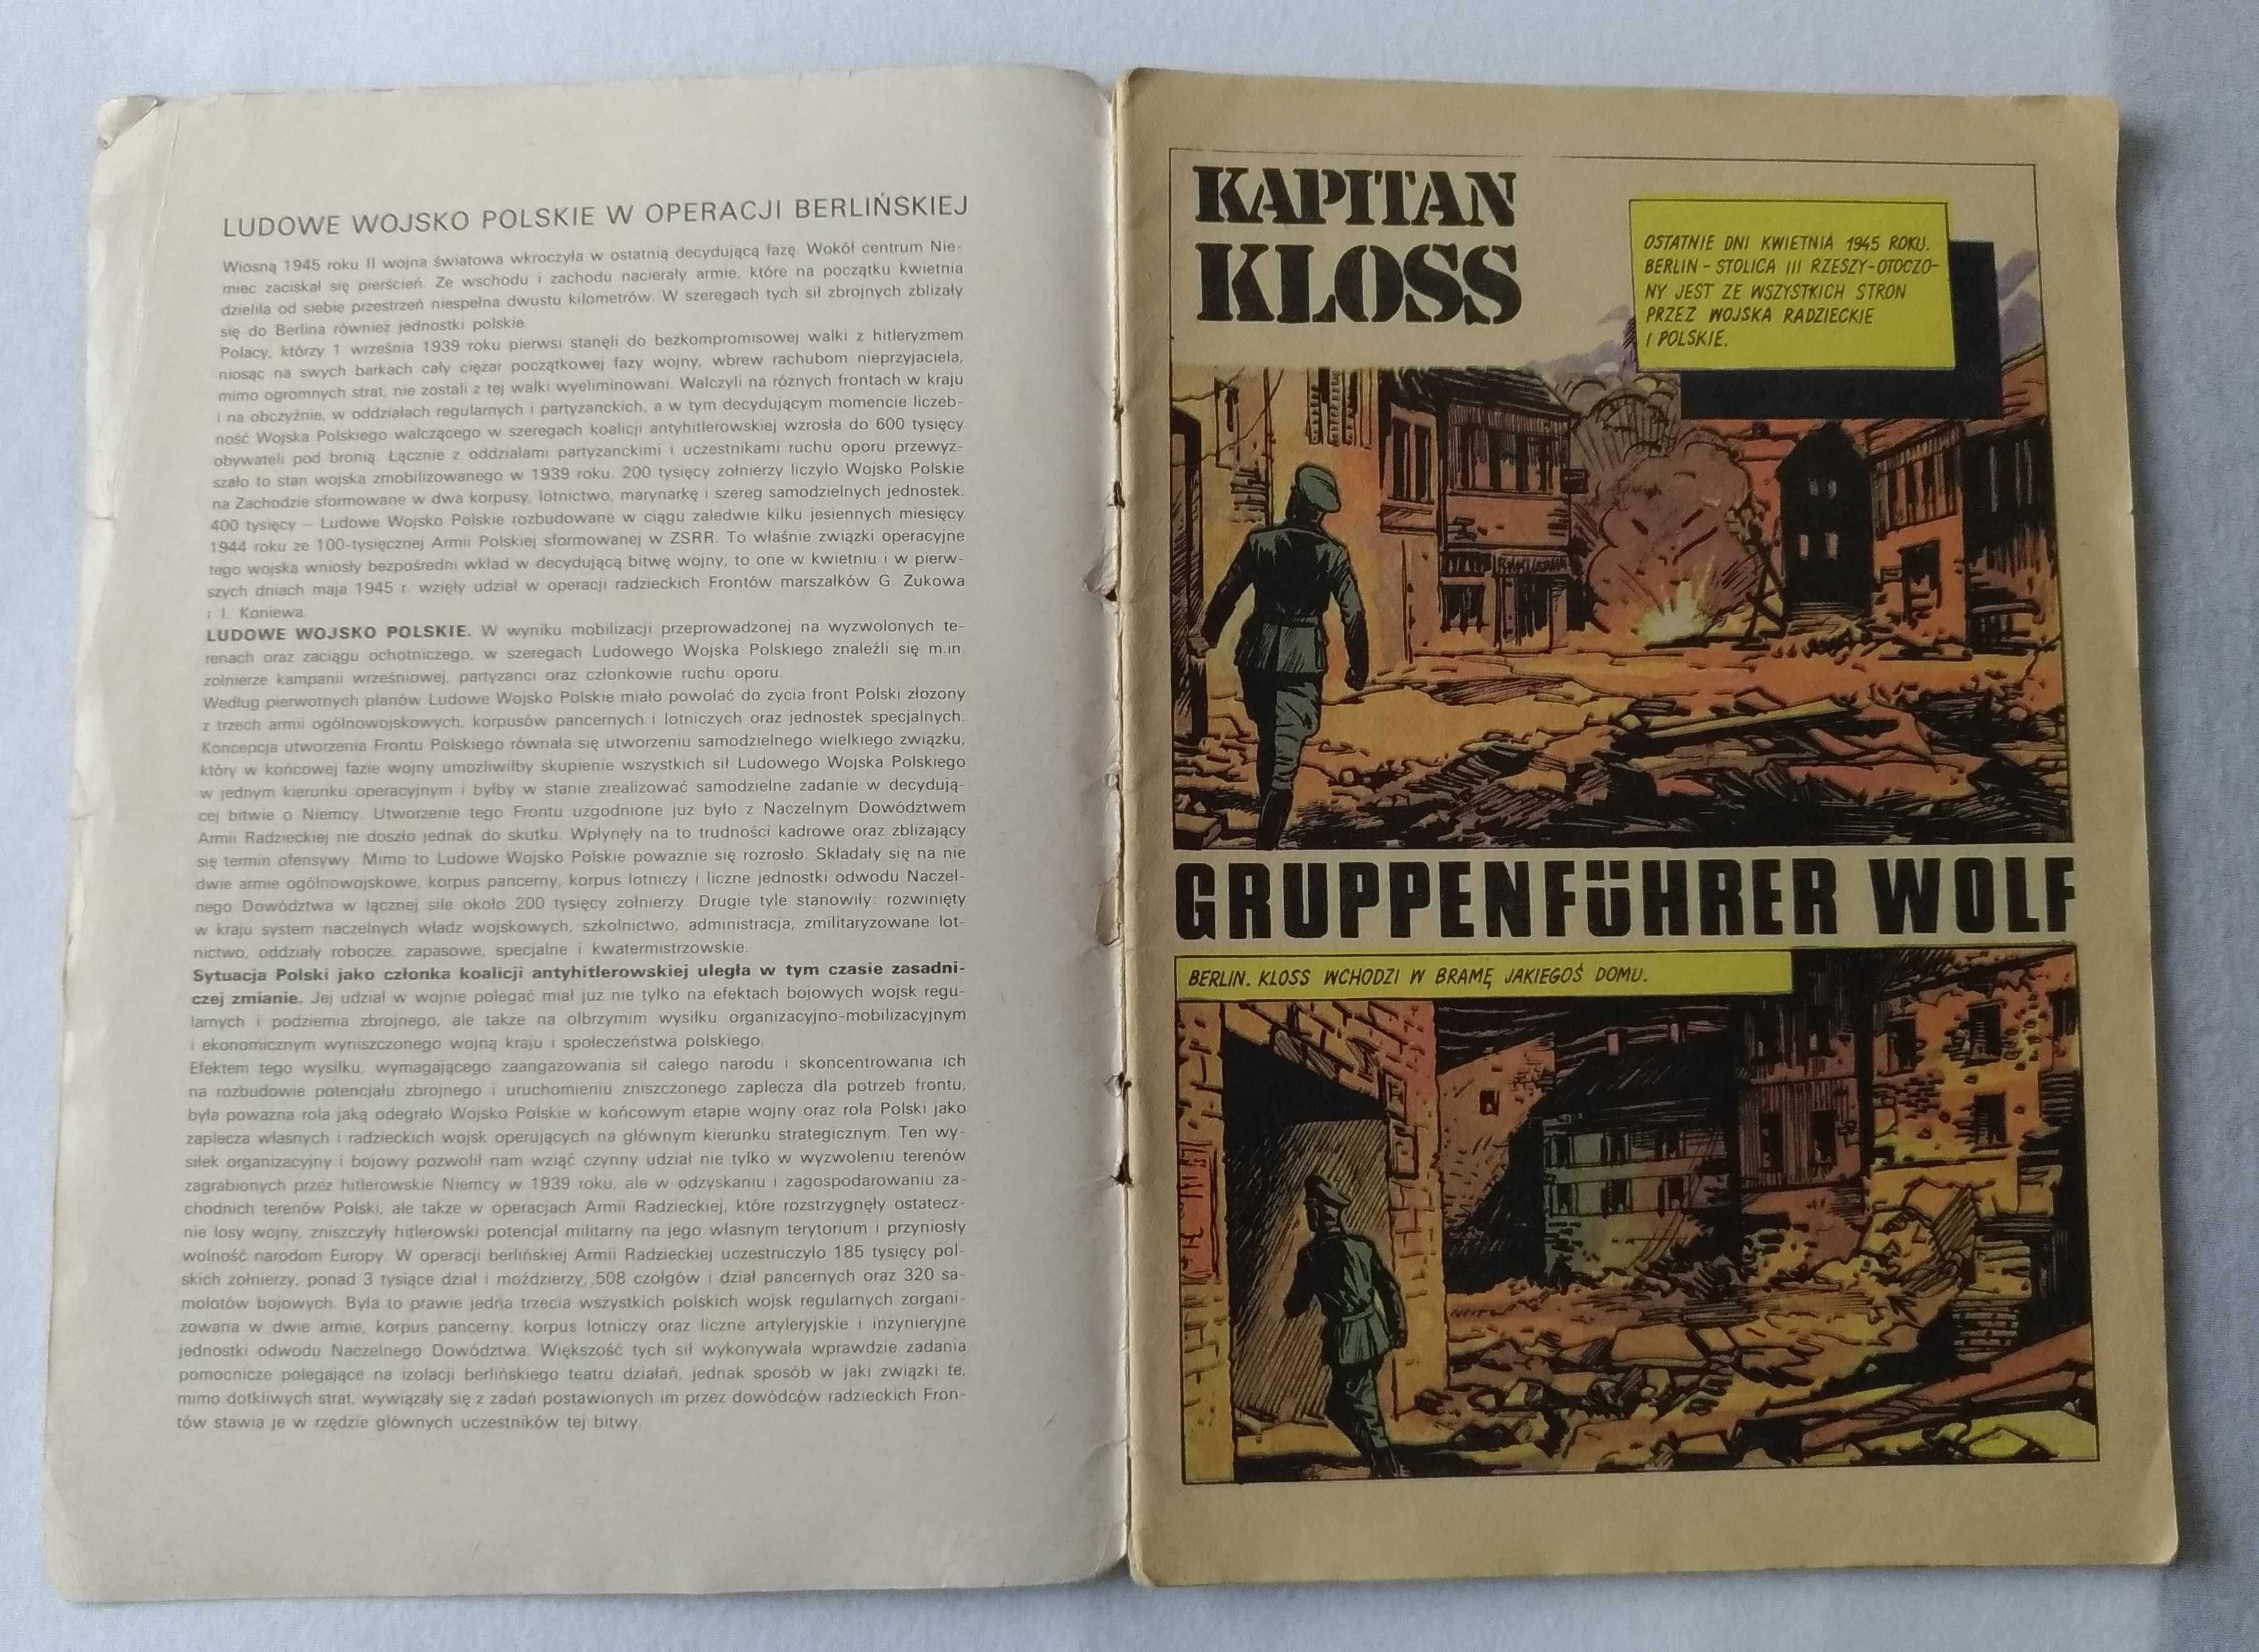 LUDOWE WOJSKO POLSKIE W OPERACJI BERLIŃSKIEJ
Wiosną 1945 roku II wojna światowa wkroczyła w ostatnią decydującą fazę. Wokół centrum Nie-
miec zaciskał się pierścień. Ze wschodu i zachodu nacierały armie, które na początku kwietnia
dzieliła od siebie przestrzeń niespełna dwustu kilometrów. W szeregach tych sił zbrojnych zbliżały
się do Berlina również jednostki polskie.
Polacy, którzy 1 września 1939 roku pierwsi stanęli do bezkompromisowej walki z hitleryzmem
niosąc na swych barkach cały ciężar początkowej fazy wojny, wbrew rachubom nieprzyjaciela,
mimo ogromnych strat, nie zostali z tej walki wyeliminowani. Walczyli na różnych frontach w kraju
i na obczyźnie, w oddziałach regularnych i partyzanckich, a w tym decydującym momencie liczeb-
ność Wojska Polskiego walczącego w szeregach koalicji antyhitlerowskiej wzrosła do 600 tysięcy
obywateli pod bronią. Łącznie z oddziałami partyzanckimi i uczestnikami ruchu oporu przewyż-
szało to stan wojska zmobilizowanego w 1939 roku. 200 tysięcy żołnierzy liczyło Wojsko Polskie
na Zachodzie sformowane w dwa korpusy, lotnictwo, marynarkę i szereg samodzielnych jednostek.
400 tysięcy – Ludowe Wojsko Polskie rozbudowane w ciągu zaledwie kilku jesiennych miesięcy
1944 roku ze 100-tysięcznej Armii Polskiej sformowanej w ZSRR. To właśnie związki operacyjne
tego wojska wniosły bezpośredni wkład w decydującą bitwę wojny, to one w kwietniu i w pierw-
szych dniach maja 1945 r. wzięły udział w operacji radzieckich Frontów marszałków G. Żukowa
i I. Koniewa.
LUDOWE WOJSKO POLSKIE. W wyniku mobilizacji przeprowadzonej na wyzwolonych te-
renach oraz zaciągu ochotniczego, w szeregach Ludowego Wojska Polskiego znaleźli się m.in.
żołnierze kampanii wrześniowej, partyzanci oraz członkowie ruchu oporu.
Według pierwotnych planów Ludowe Wojsko Polskie miało powołać do życia front Polski złożony
z trzech armii ogólnowojskowych, korpusów pancernych i lotniczych oraz jednostek specjalnych.
Koncepcja utworzenia Frontu Polskiego równała się utworzeniu samodzielnego wielkiego związku,
który w końcowej fazie wojny umożliwiłby skupienie wszystkich sił Ludowego Wojska Polskiego
w jednym kierunku operacyjnym i byłby w stanie zrealizować samodzielne zadanie w decydują-
cej bitwie o Niemcy. Utworzenie tego Frontu uzgodnione już było z Naczelnym Dowództwem
Armii Radzieckiej nie doszło jednak do skutku. Wpłynęły na to trudności kadrowe oraz zbliżający
się termin ofensywy. Mimo to Ludowe Wojsko Polskie poważnie się rozrosło. Składały się na nie
dwie armie ogólnowojskowe, korpus pancerny, korpus lotniczy i liczne jednostki odwodu Naczel-
nego Dowództwa w łącznej sile około 200 tysięcy żołnierzy. Drugie tyle stanowiły: rozwinięty
w kraju system naczelnych władz wojskowych, szkolnictwo, administracja, zmilitaryzowane lot-
nictwo, oddziały robocze, zapasowe, specjalne i kwatermistrzowskie.
Sytuacja Polski jako członka koalicji antyhitlerowskiej uległa w tym czasie zasadni-
czej zmianie. Jej udział w wojnie polegać miał już nie tylko na efektach bojowych wojsk regu-
larnych i podziemia zbrojnego, ale także na olbrzymim wysiłku organizacyjno-mobilizacyjnym
i ekonomicznym wyniszczonego wojną kraju i społeczeństwa polskiego.
Efektem tego wysiłku, wymagającego zaangażowania sił całego narodu i skoncentrowania ich
na rozbudowie potencjału zbrojnego i uruchomieniu zniszczonego zaplecza dla potrzeb frontu,
była poważna rola jaką odegrało Wojsko Polskie w końcowym etapie wojny oraz rola Polski jako
zaplecza własnych i radzieckich wojsk operujących na głównym kierunku strategicznym. Ten wy-
siłek organizacyjny i bojowy pozwolił nam wziąć czynny udział nie tylko w wyzwoleniu terenów
zagrabionych przez hitlerowskie Niemcy w 1939 roku, ale w odzyskaniu i zagospodarowaniu za-
chodnich terenów Polski, ale także w operacjach Armii Radzieckiej, które rozstrzygnęły ostatecz-
nie losy wojny, zniszczyły hitlerowski potencjał militarny na jego własnym terytorium i przyniosły
wolność narodom Europy. W operacji berlińskiej Armii Radzieckiej uczestniczyło 185 tysięcy pol-
skich żołnierzy, ponad 3 tysiące dział i moździerzy, 508 czołgów i dział pancernych oraz 320 sa-
molotów bojowych. Była to prawie jedna trzecia wszystkich polskich wojsk regularnych zorgani-
zowana w dwie armie, korpus pancerny, korpus lotniczy oraz liczne artyleryjskie i inżynieryjne
jednostki odwodu Naczelnego Dowództwa. Większość tych sił wykonywała wprawdzie zadania
pomocnicze polegające na izolacji berlińskiego teatru działań, jednak sposób w jaki związki te,
mimo dotkliwych strat, wywiązały się z zadań postawionych im przez dowódców radzieckich Fron-
tów stawia je w rzędzie głównych uczestników tej bitwy.
KAPITAN
KLOSS
OSTATNIE DNI KWIETNIA 1945 ROKU.
BERLIN - STOLICA III RZESZY - OTOCZO-
NY JEST ZE WSZYSTKICH STRON
PRZEZ WOJSKA RADZIECKIE
I POLSKIE.
GRUPPENFÜHRER WOLF
BERLIN. KLOSS WCHODZI W BRAMĘ JAKIEGOŚ DOMU.